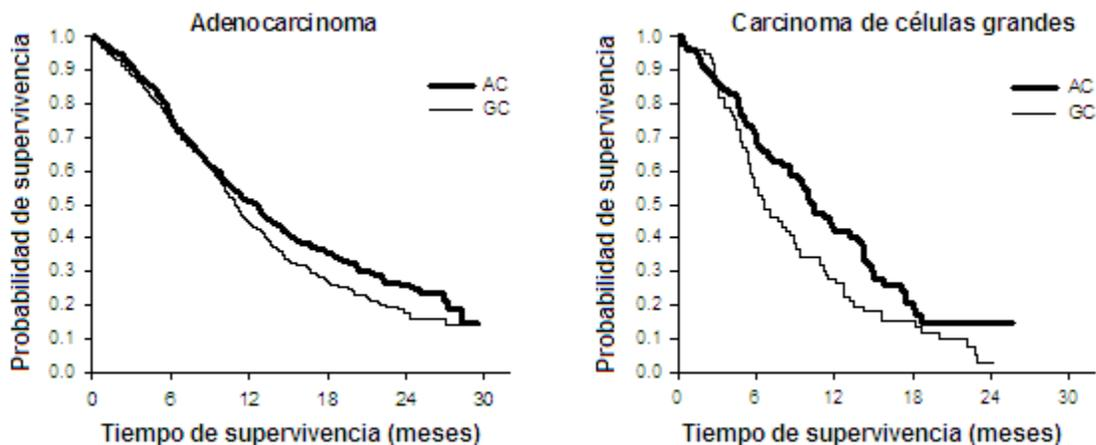 Adenocarcinoma
Probabilidad de supervivencia
1.0
0.9
0.8
0.7
0.6
0.5
0.4
0.3
0.2
0.1
0.0
AC
GC
0 6 12 18 24 30
Tiempo de supervivencia (meses)
Carcinoma de células grandes
Probabilidad de supervivencia
1.0
0.9
0.8
0.7
0.6
0.5
0.4
0.3
0.2
0.1
0.0
AC
GC
0 6 12 18 24 30
Tiempo de supervivencia (meses)